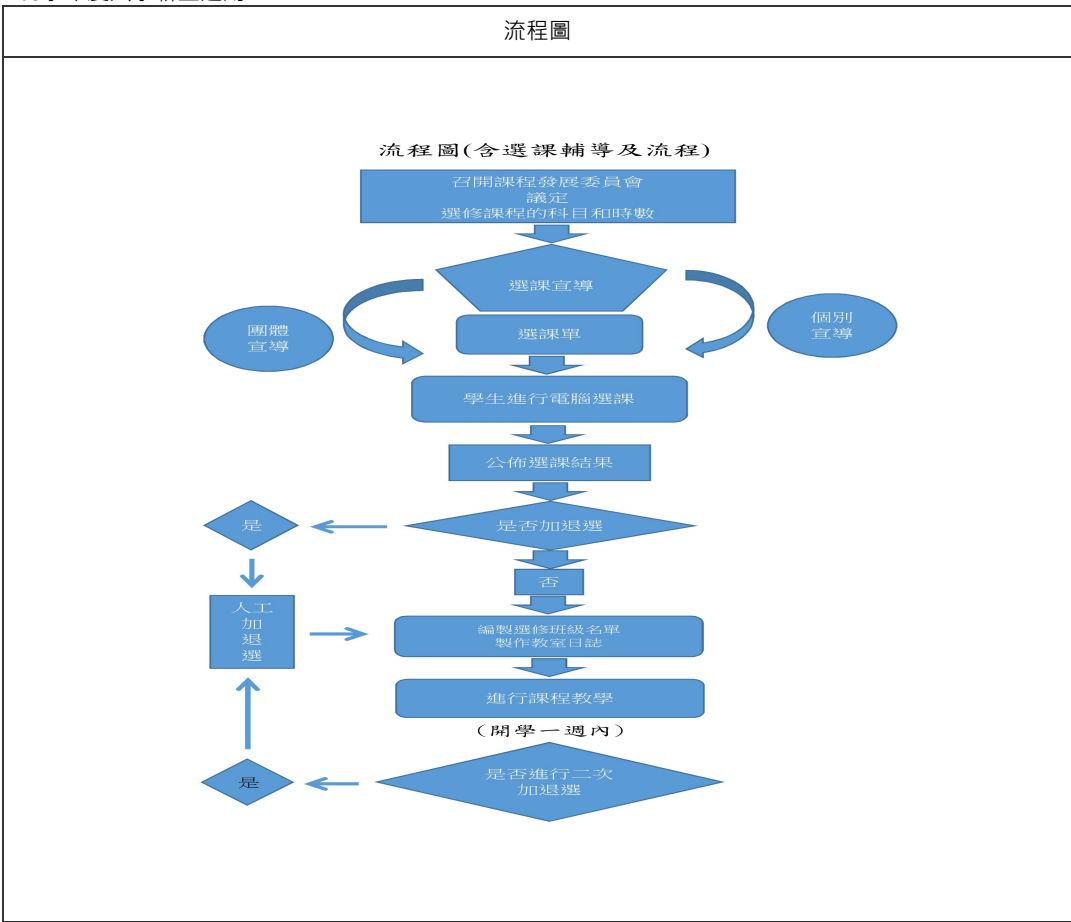 流程圖
流程圖(含選課輔導及流程)
召開課程發展委員會
議定
選修課程的科目和時數
選課宣導
團體
宣導
個別
宣導
選課單
學生進行電腦選課
公佈選課結果
是
是否加退選
否
人工
加
退
選
編製選修班級名單
製作教室日誌
進行課程教學
(開學一週內)
是
是否進行二次
加退選